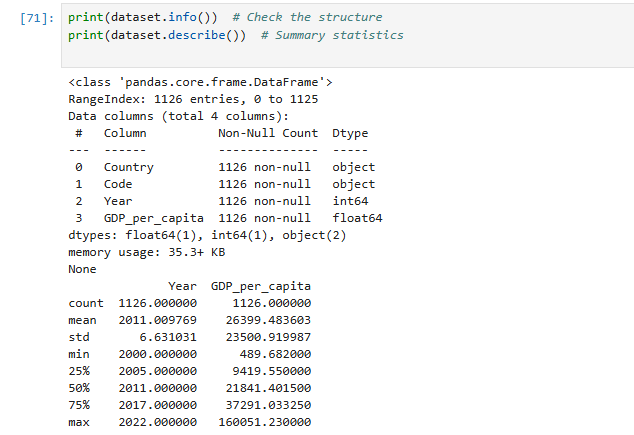 [71]: print(dataset.info())  # Check the structure
print(dataset.describe())  # Summary statistics
<class 'pandas.core.frame.DataFrame'>
RangeIndex: 1126 entries, 0 to 1125
Data columns (total 4 columns):
 #   Column          Non-Null Count  Dtype
---  ------          --------------  -----
 0   Country         1126 non-null   object
 1   Code            1126 non-null   object
 2   Year            1126 non-null   int64
 3   GDP_per_capita  1126 non-null   float64
dtypes: float64(1), int64(1), object(2)
memory usage: 35.3+ KB
None
              Year  GDP_per_capita
count  1126.000000     1126.000000
mean   2011.009769    26399.483603
std       6.631031    23500.919987
min    2000.000000      489.682000
25%    2005.000000     9419.550000
50%    2011.000000    21841.401500
75%    2017.000000    37291.033250
max    2022.000000   160051.230000